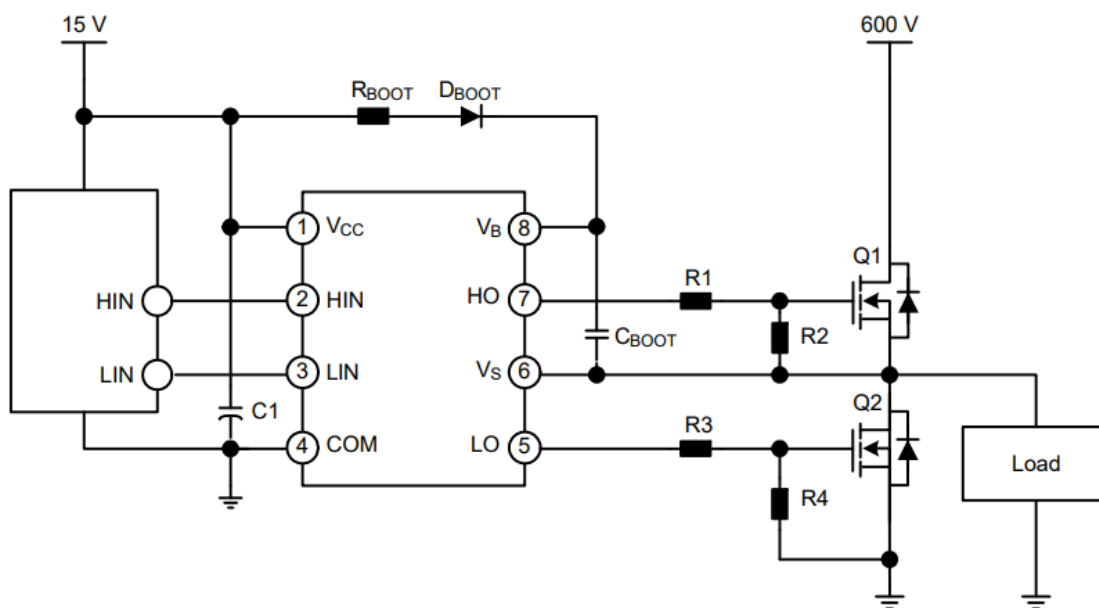 15 V
600 V
RBOOT DBOOT
1 VCC
VB 8
Q1
HIN
2 HIN
HO 7
R1
CBOOT
R2
LIN
3 LIN
VS 6
C1
Q2
4 COM
LO 5
R3
Load
R4